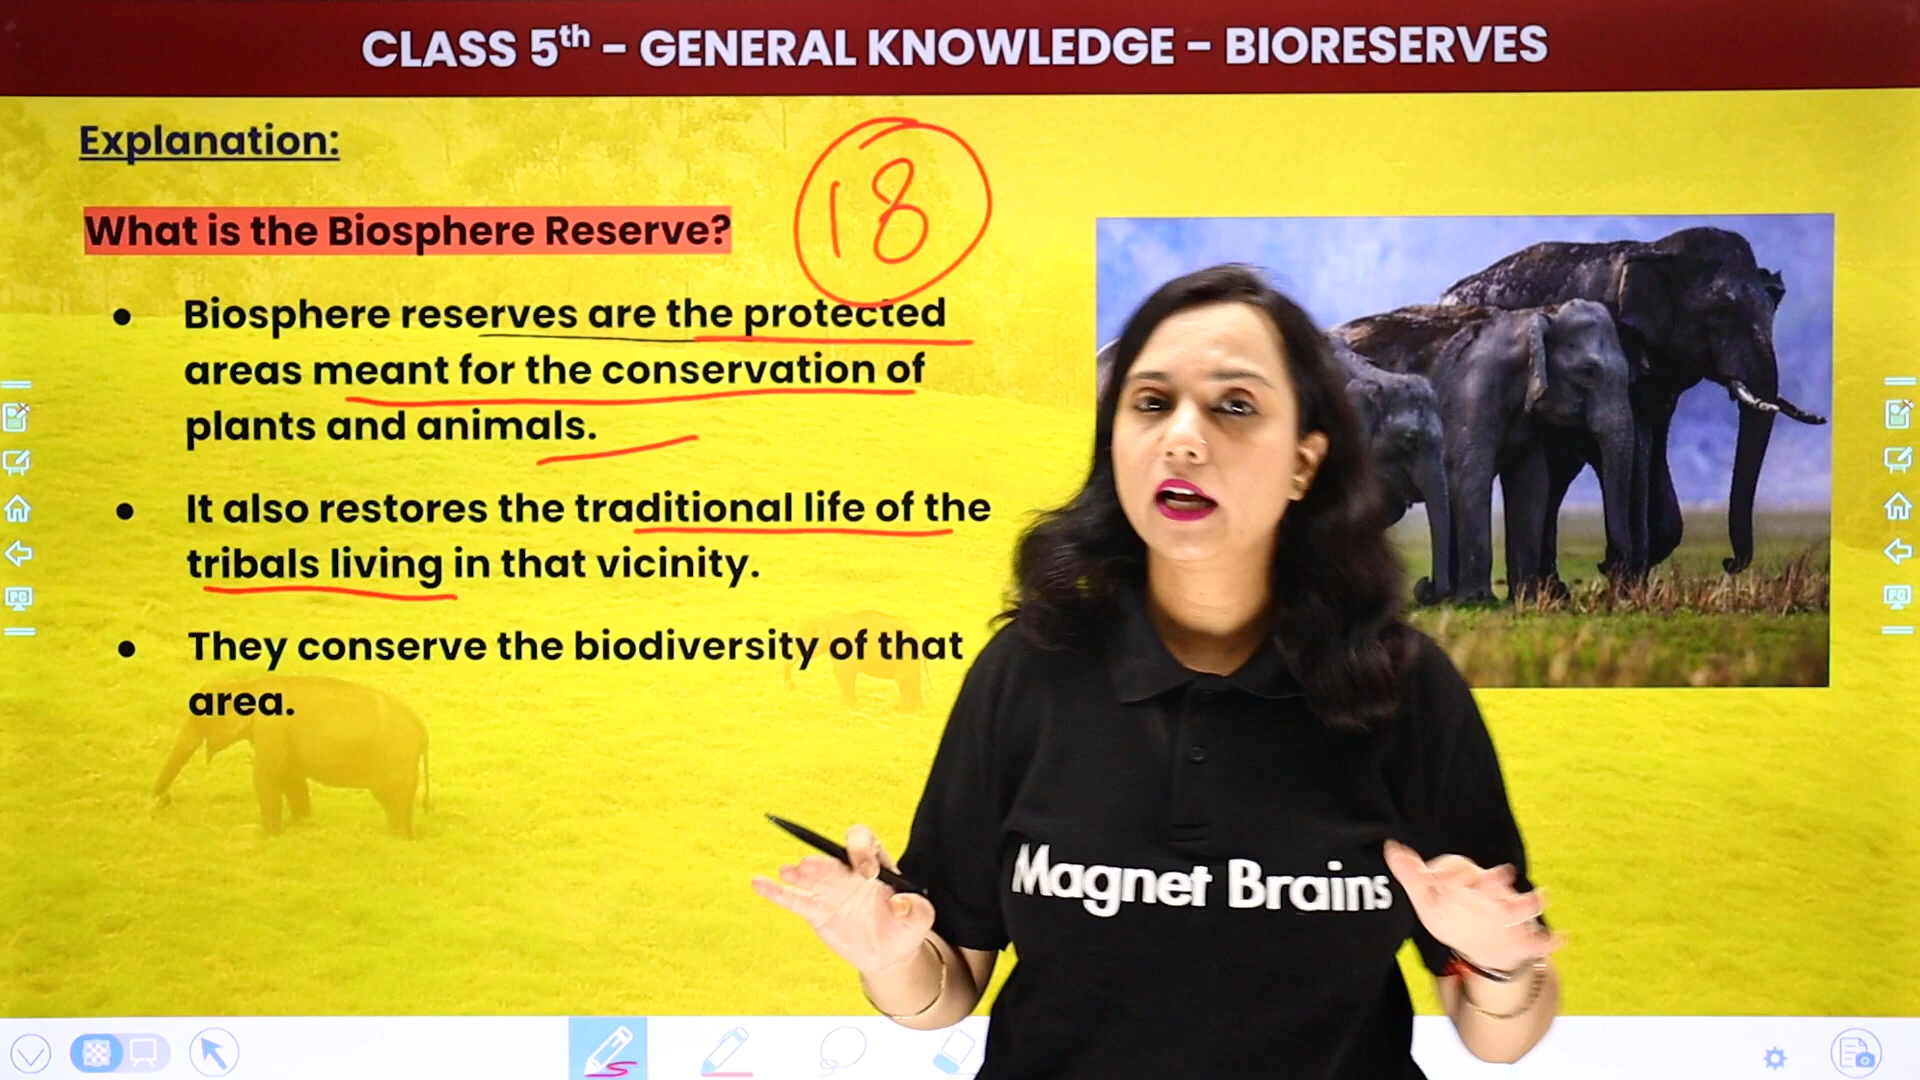 CLASS 5th - GENERAL KNOWLEDGE - BIORESERVES
Explanation:
18
What is the Biosphere Reserve?
● Biosphere reserves are the protected
areas meant for the conservation of
plants and animals.
● It also restores the traditional life of the
tribals living in that vicinity.
● They conserve the biodiversity of that
area.
Magnet Brains
PC
PC